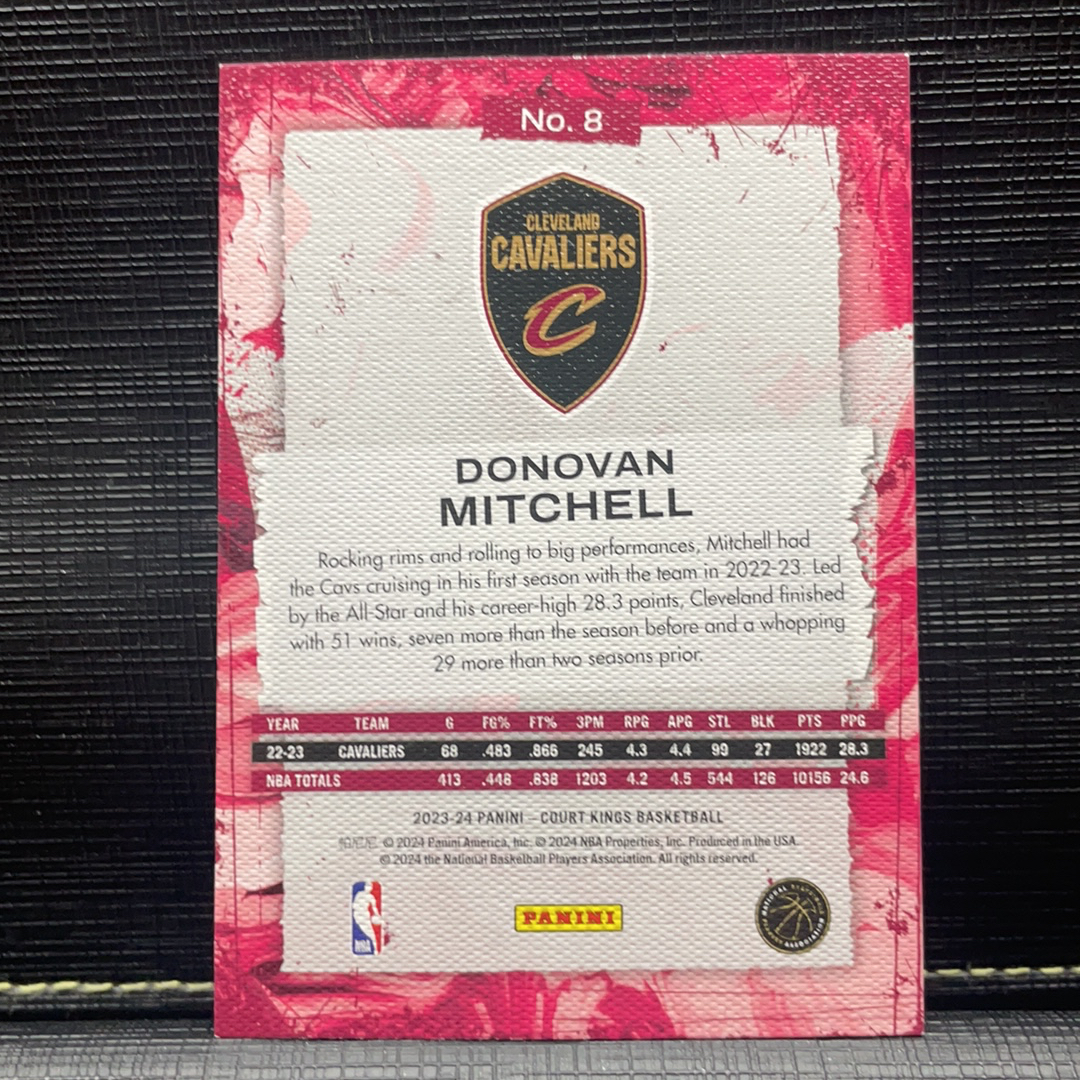 No. 8
CLEVELAND
CAVALIERS
C
DONOVAN
MITCHELL
Rocking rims and rolling to big performances, Mitchell had
the Cavs cruising in his first season with the team in 2022-23. Led
by the All-Star and his career-high 28.3 points, Cleveland finished
with 51 wins, seven more than the season before and a whopping
29 more than two seasons prior.
YEAR TEAM G FG% FT% 3PM RPG APG STL BLK PTS PPG
22-23 CAVALIERS 68 .483 .866 245 4.3 4.4 99 27 1922 28.3
NBA TOTALS 413 .448 .838 1203 4.2 4.5 544 126 10156 24.6
2023-24 PANINI – COURT KINGS BASKETBALL
PANINI © 2024 Panini America, Inc. © 2024 NBA Properties, Inc. Produced in the USA.
© 2024 the National Basketball Players Association. All rights reserved.
NBA
PANINI
NATIONAL BASKETBALL PLAYERS ASSOCIATION